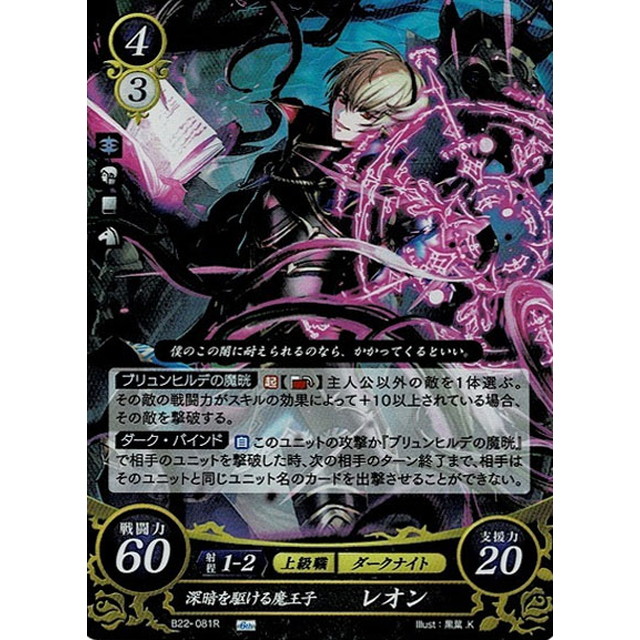 4
3
僕のこの闇に耐えられるのなら、かかってくるといい。
ブリュンヒルデの魔晄 起【 】主人公以外の敵を1体選ぶ。
その敵の戦闘力がスキルの効果によって+10以上されている場合、
その敵を撃破する。
ダーク・バインド 自 このユニットの攻撃か『ブリュンヒルデの魔晄』
で相手のユニットを撃破した時、次の相手のターン終了まで、相手は
そのユニットと同じユニット名のカードを出撃させることができない。
戦闘力
60
射程 1-2 上級職 ダークナイト
支援力
20
深暗を駆ける魔王子 レオン
B22-081R
Illust:黒葉.K